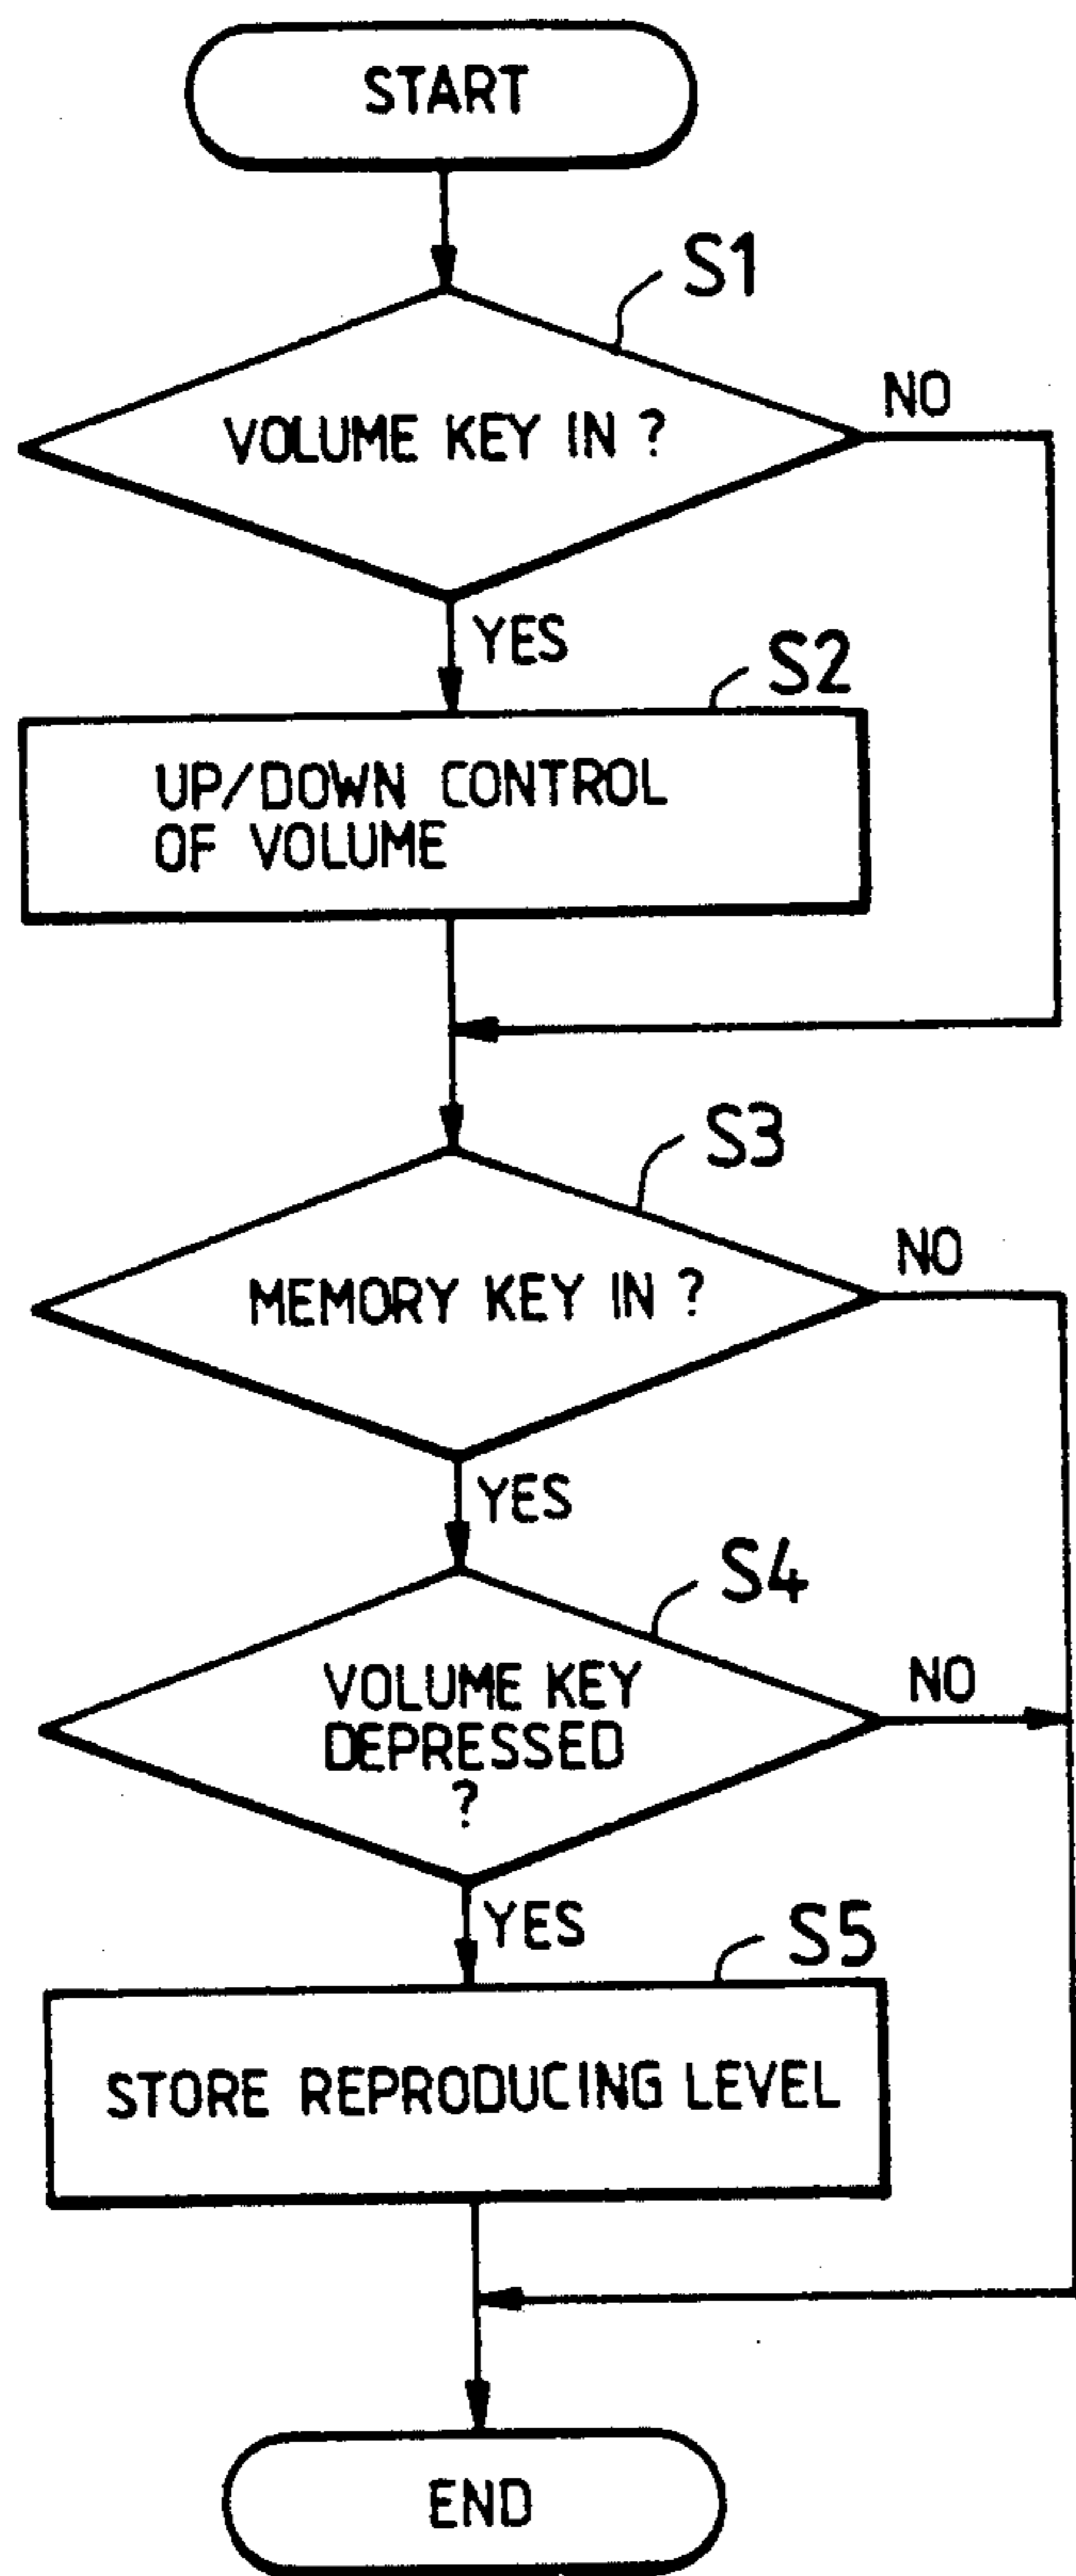 START
S1
VOLUME KEY IN ?
NO
YES
S2
UP/DOWN CONTROL
OF VOLUME
S3
MEMORY KEY IN ?
NO
YES
S4
VOLUME KEY
DEPRESSED
?
NO
YES
S5
STORE REPRODUCING LEVEL
END